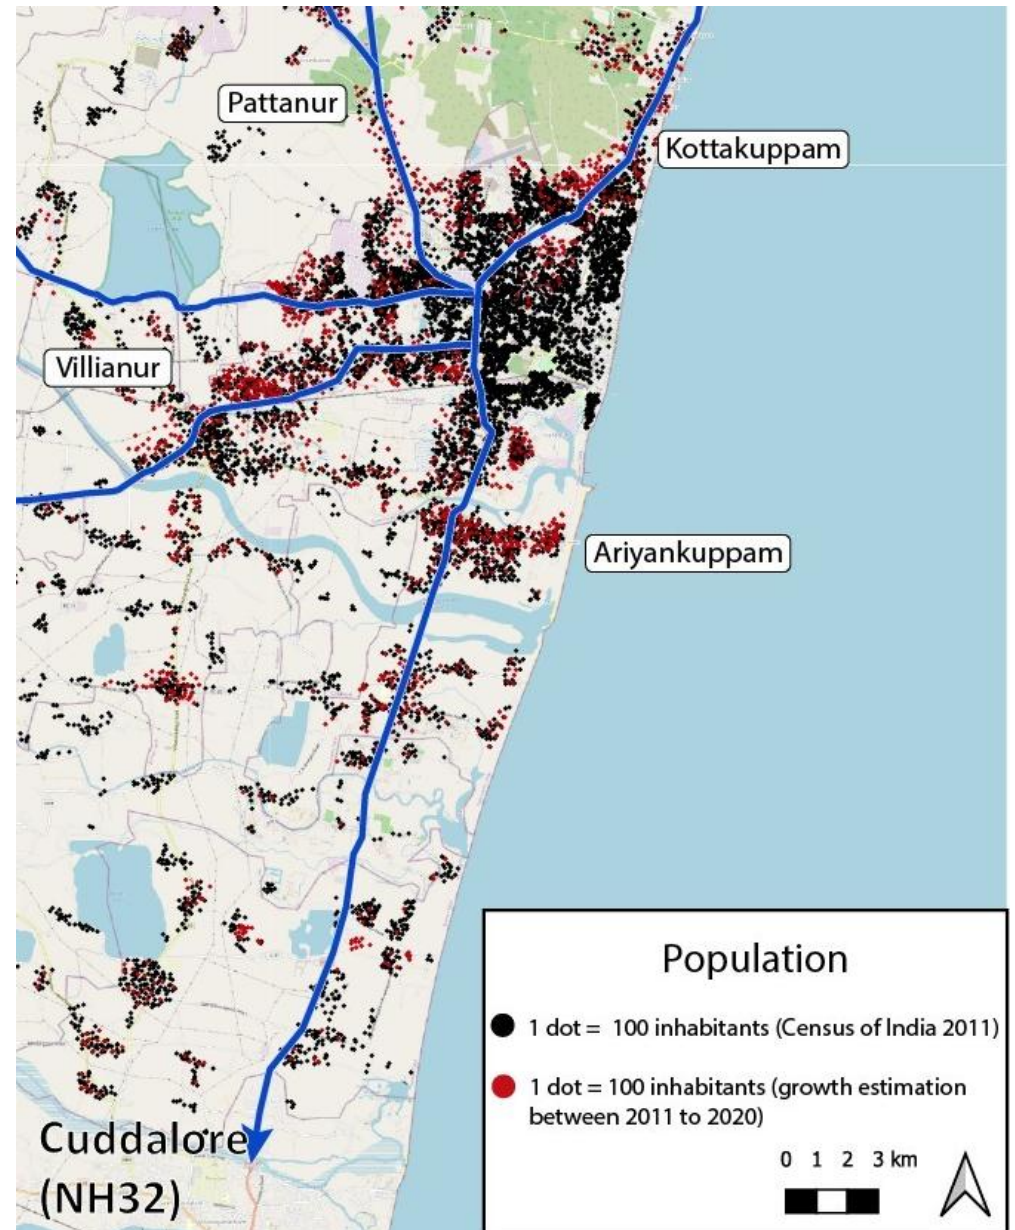 Pattanur
Kottakuppam
Villianur
Ariyankuppam
Cuddalore
(NH32)
Population
1 dot = 100 inhabitants (Census of India 2011)
1 dot = 100 inhabitants (growth estimation
between 2011 to 2020)
0 1 2 3 km